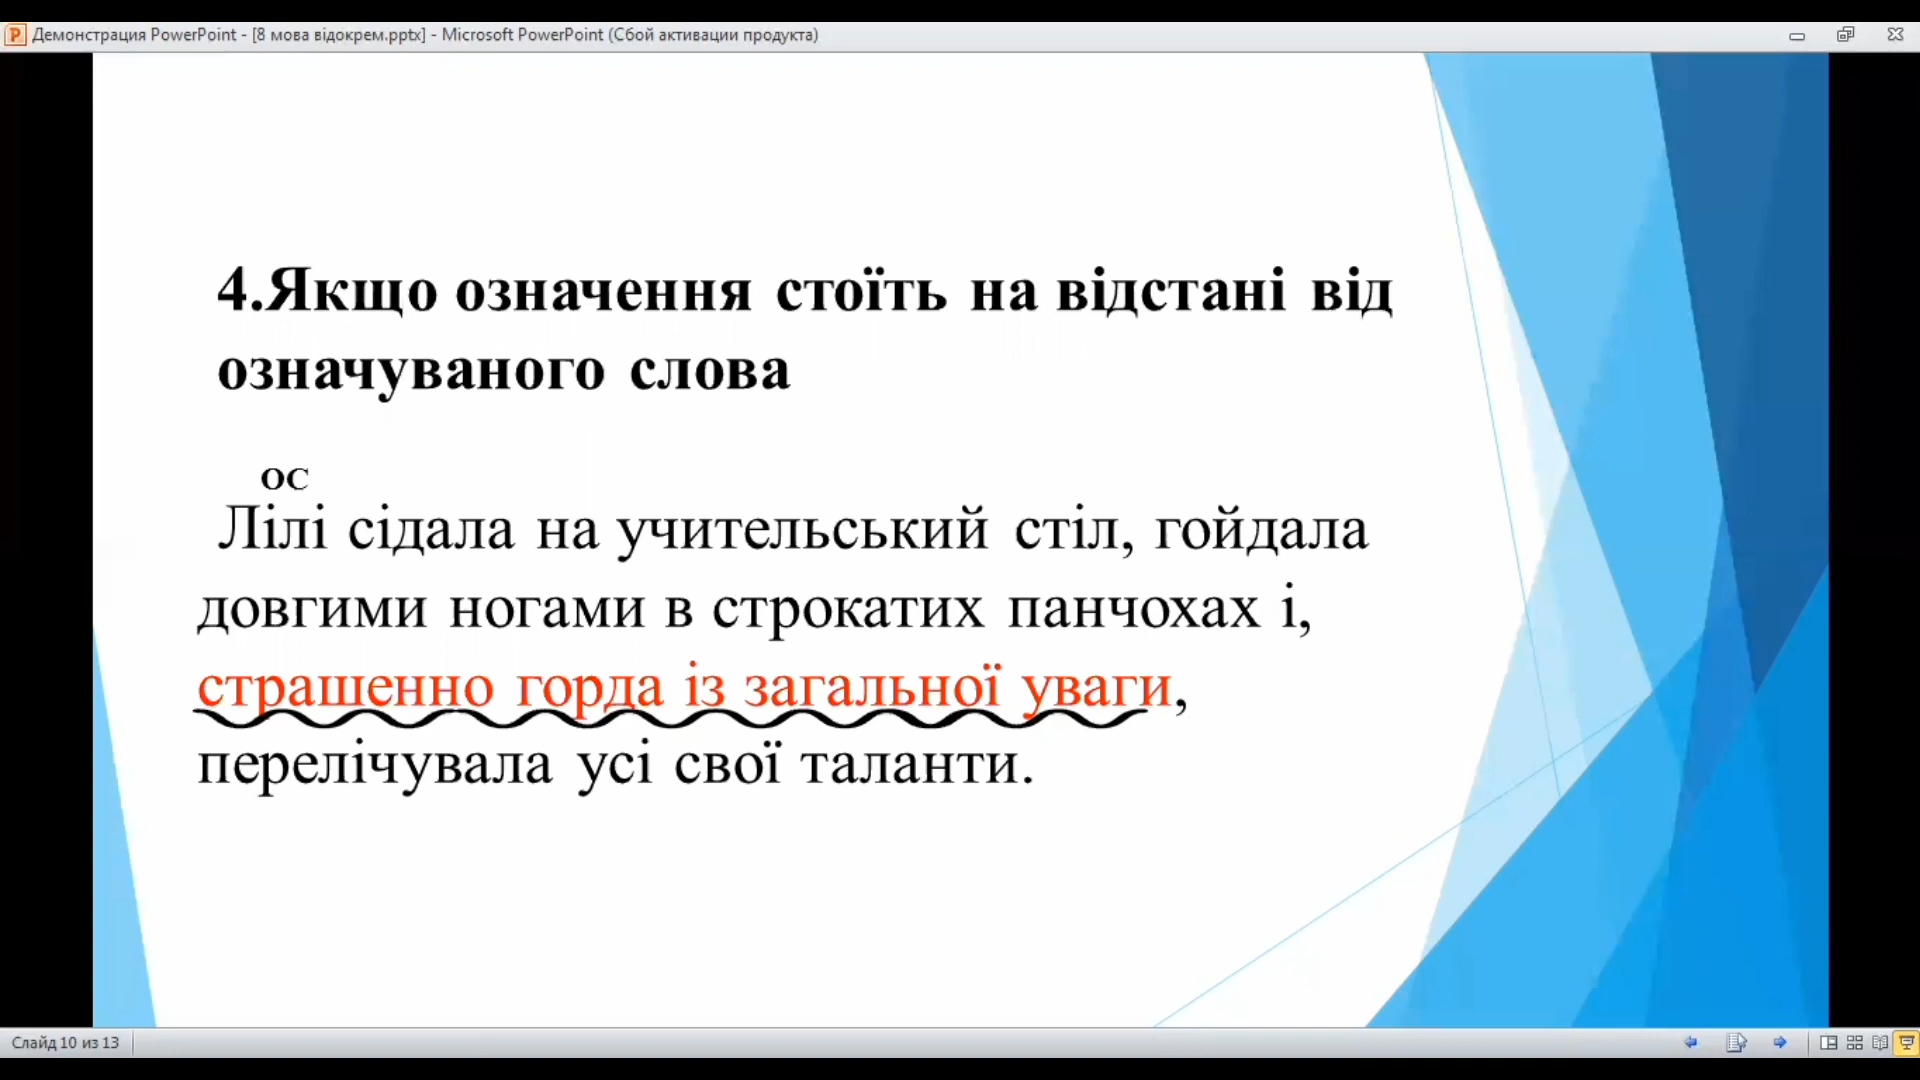 Демонстрация PowerPoint - [8 мова відокрем.pptx] - Microsoft PowerPoint (Сбой активации продукта)
4.Якщо означення стоїть на відстані від
означуваного слова
ос
Лілі сідала на учительський стіл, гойдала
довгими ногами в строкатих панчохах і,
страшенно горда із загальної уваги,
перелічувала усі свої таланти.
Слайд 10 из 13